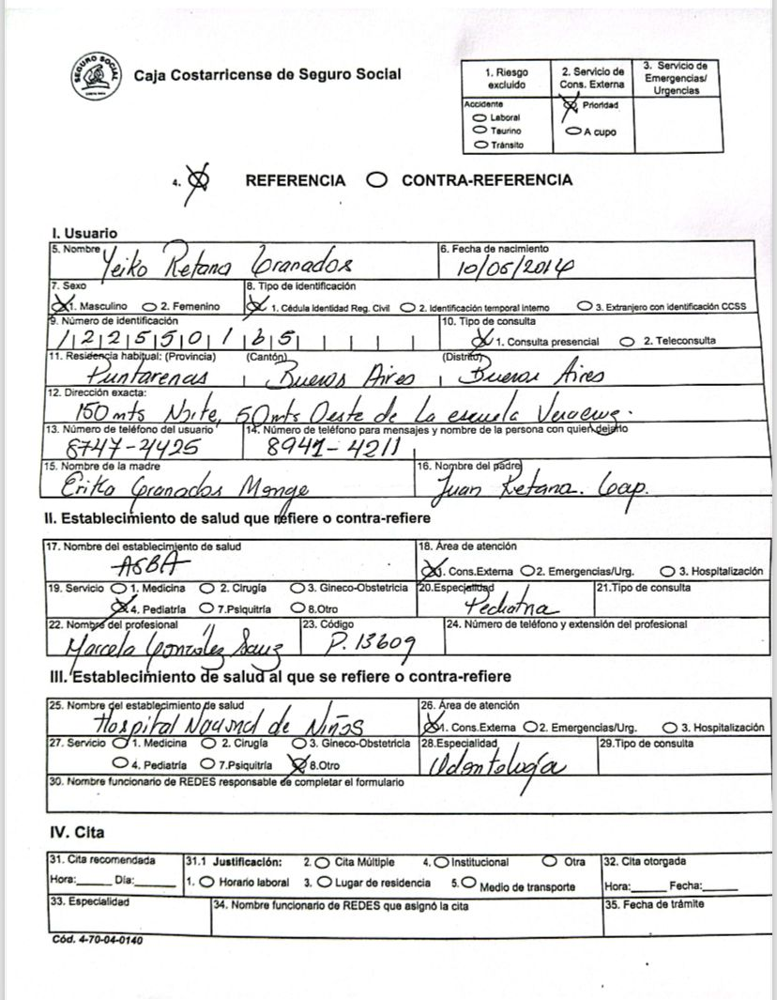 SEGURO SOCIAL
COSTA RICA
Caja Costarricense de Seguro Social
1. Riesgo excluido
2. Servicio de Cons. Externa
3. Servicio de Emergencias/ Urgencias
Accidente
Laboral
Taurino
Tránsito
Prioridad
A cupo
4. REFERENCIA CONTRA-REFERENCIA
I. Usuario
5. Nombre Yeiko Retana Granados
6. Fecha de nacimiento 10/05/2014
7. Sexo 8. Tipo de identificación
1. Masculino 2. Femenino 1. Cédula identidad Reg. Civil 2. Identificación temporal interno 3. Extranjero con identificación CCSS
9. Número de identificación 10. Tipo de consulta
122550165 1. Consulta presencial 2. Teleconsulta
11. Residencia habitual: (Provincia) (Cantón) (Distrito)
Puntarenas Buenos Aires Buenos Aires
12. Dirección exacta:
150 mts Norte, 50 mts Oeste de La escuela Veracruz.
13. Número de teléfono del usuario 14. Número de teléfono para mensajes y nombre de la persona con quien dejarlo
8747-4425 8941-4211
15. Nombre de la madre 16. Nombre del padre
Erika Granados Monge Juan Retana.
II. Establecimiento de salud que refiere o contra-refiere
17. Nombre del establecimiento de salud 18. Área de atención
ASBA 1. Cons.Externa 2. Emergencias/Urg. 3. Hospitalización
19. Servicio 1. Medicina 2. Cirugía 3. Gineco-Obstetricia 20.Especialidad 21.Tipo de consulta
4. Pediatría 7.Psiquitría 8.Otro Pediatría
22. Nombre del profesional 23. Código 24. Número de teléfono y extensión del profesional
Marcela González Sanz P. 13609
III. Establecimiento de salud al que se refiere o contra-refiere
25. Nombre del establecimiento de salud 26. Área de atención
Hospital Nacional de Niños 1. Cons.Externa 2. Emergencias/Urg. 3. Hospitalización
27. Servicio 1. Medicina 2. Cirugía 3. Gineco-Obstetricia 28.Especialidad 29.Tipo de consulta
4. Pediatría 7.Psiquitría 8.Otro Odontología
30. Nombre funcionario de REDES responsable de completar el formulario
IV. Cita
31. Cita recomendada 31.1 Justificación: 2. Cita Múltiple 4. Institucional Otra 32. Cita otorgada
Hora:______ Día:______ 1. Horario laboral 3. Lugar de residencia 5. Medio de transporte Hora:______ Fecha:______
33. Especialidad 34. Nombre funcionario de REDES que asignó la cita 35. Fecha de trámite
Cód. 4-70-04-0140